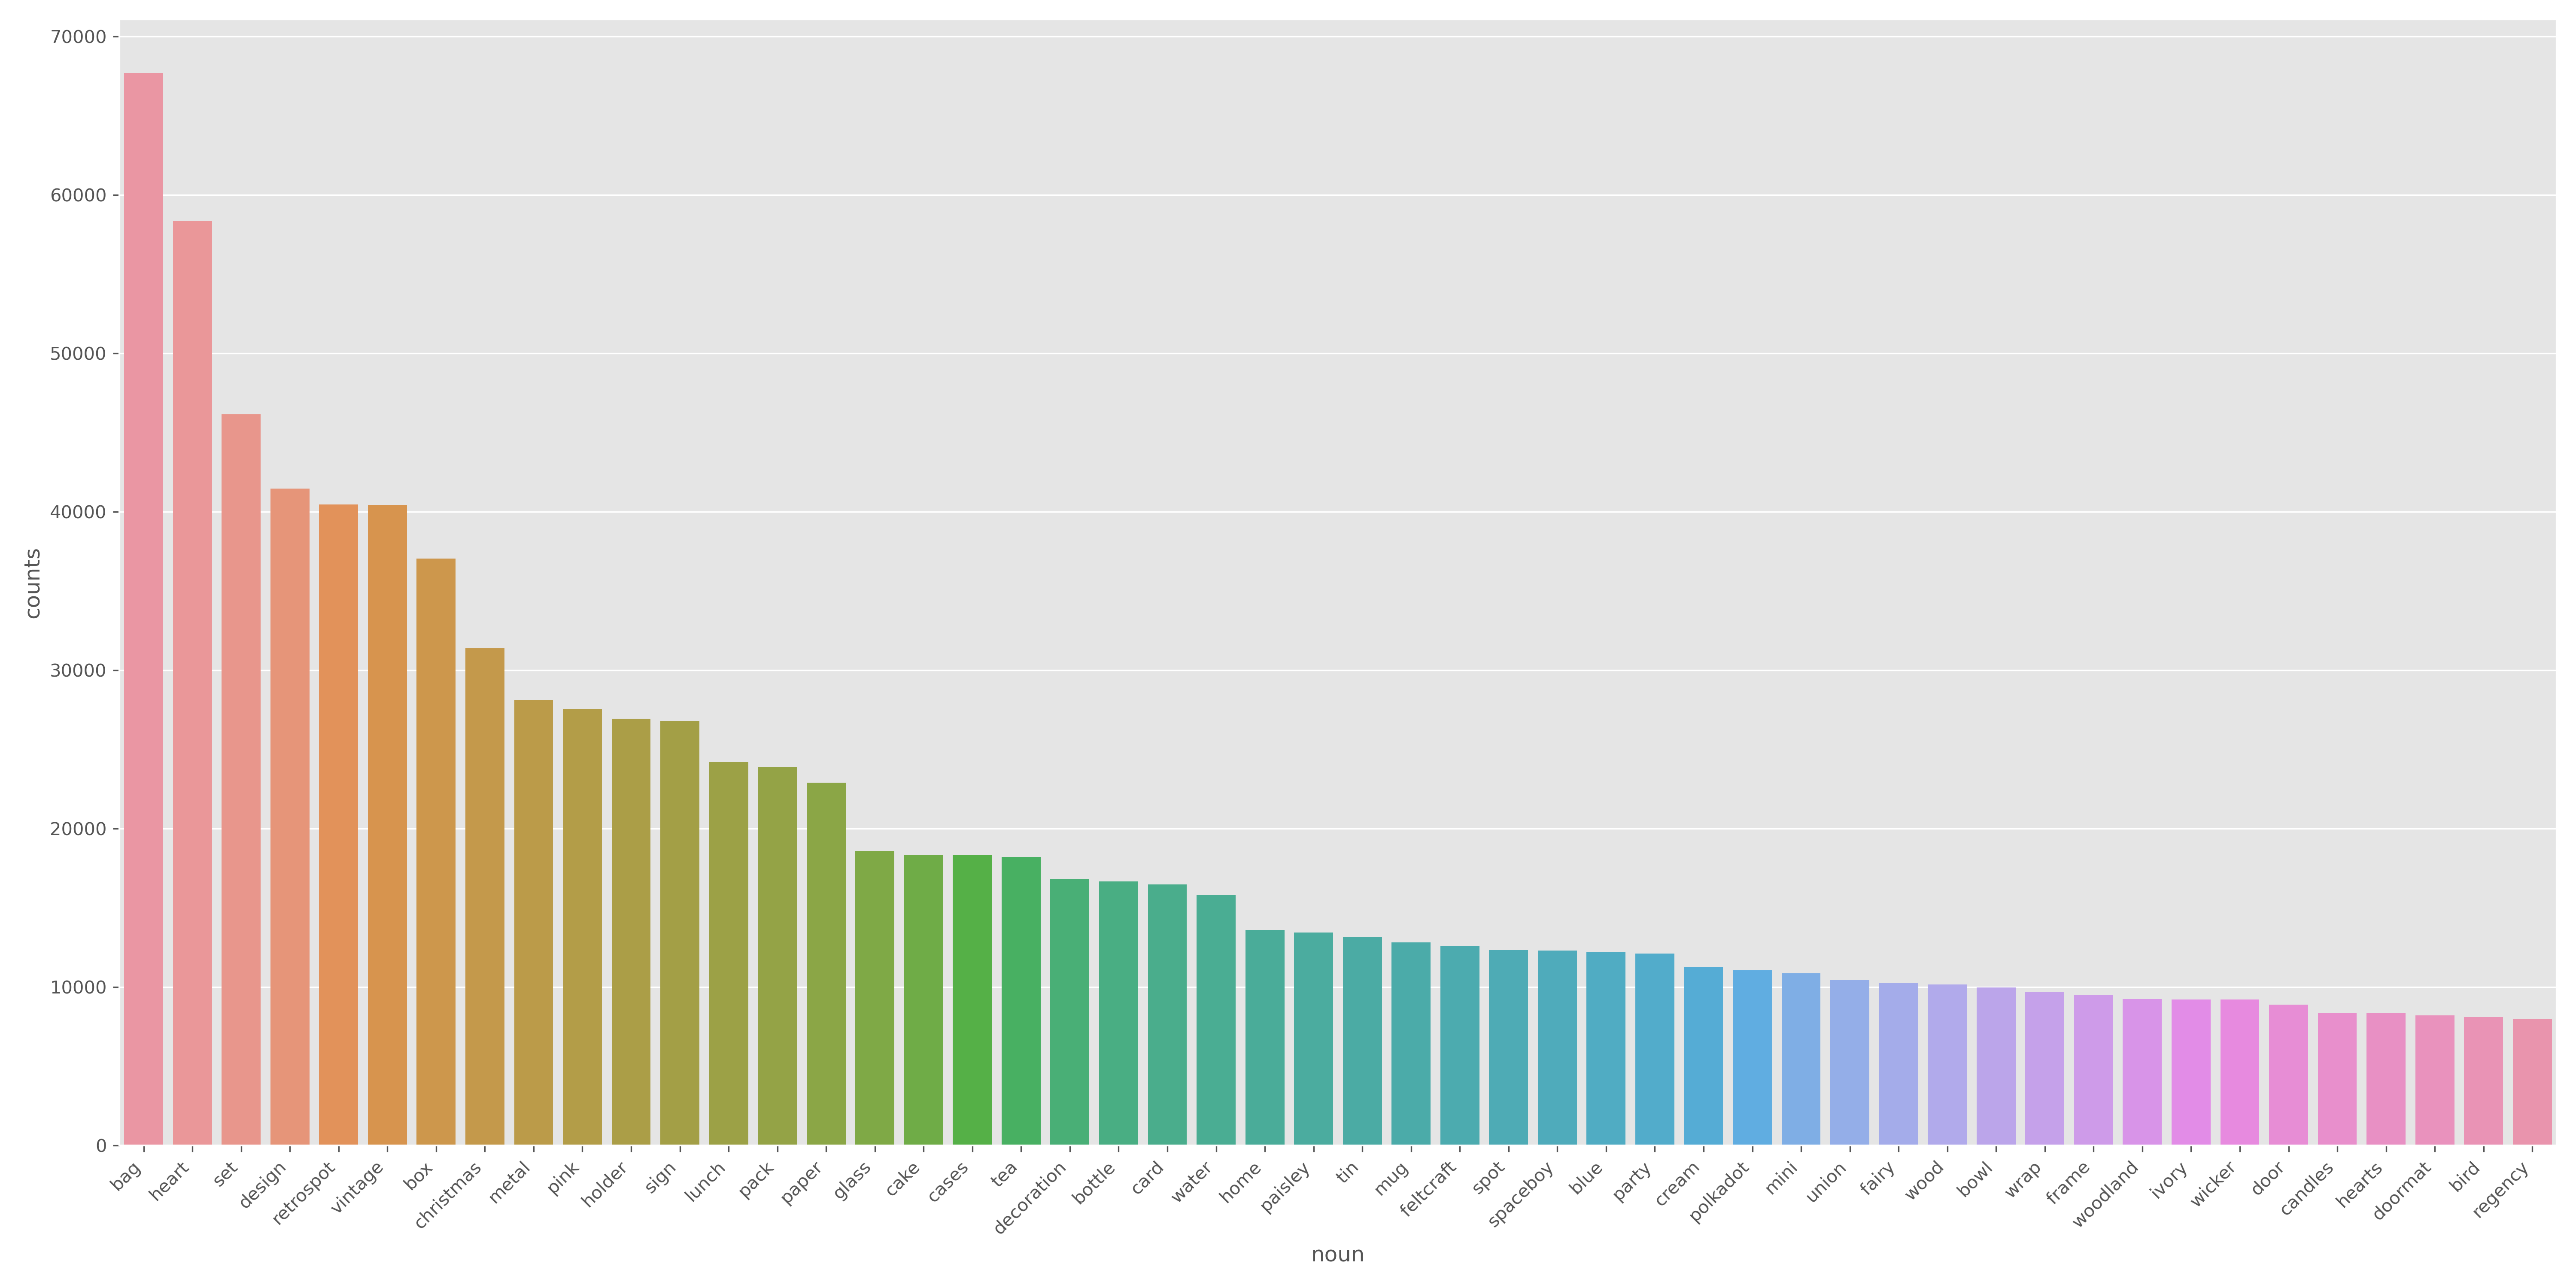 70000
60000
50000
40000
30000
20000
10000
0
counts
bag
heart
set
design
retrospot
vintage
box
christmas
metal
pink
holder
sign
lunch
pack
paper
glass
cake
cases
tea
decoration
bottle
card
water
home
paisley
tin
mug
feltcraft
spot
spaceboy
blue
party
cream
polkadot
mini
union
fairy
wood
bowl
wrap
frame
woodland
ivory
wicker
door
candles
hearts
doormat
bird
regency
noun